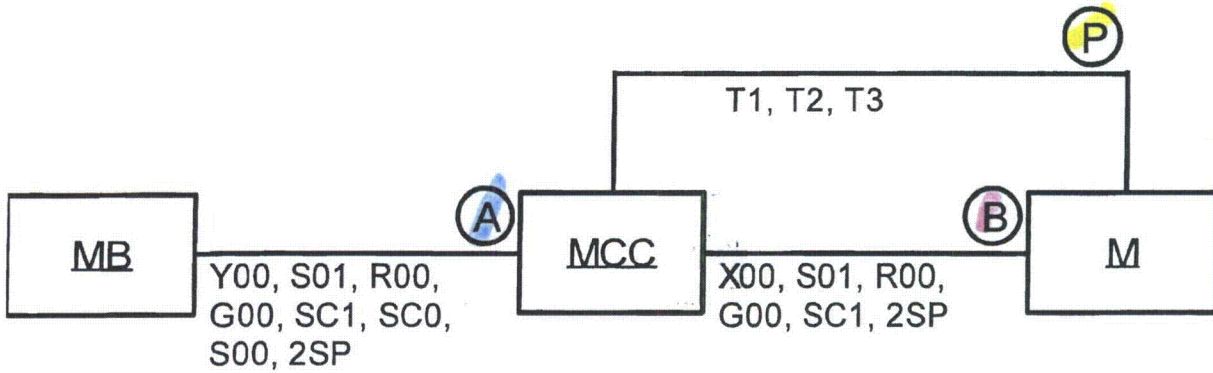 P
T1, T2, T3
A
B
MB
MCC
M
Y00, S01, R00,
G00, SC1, SC0,
S00, 2SP
X00, S01, R00,
G00, SC1, 2SP